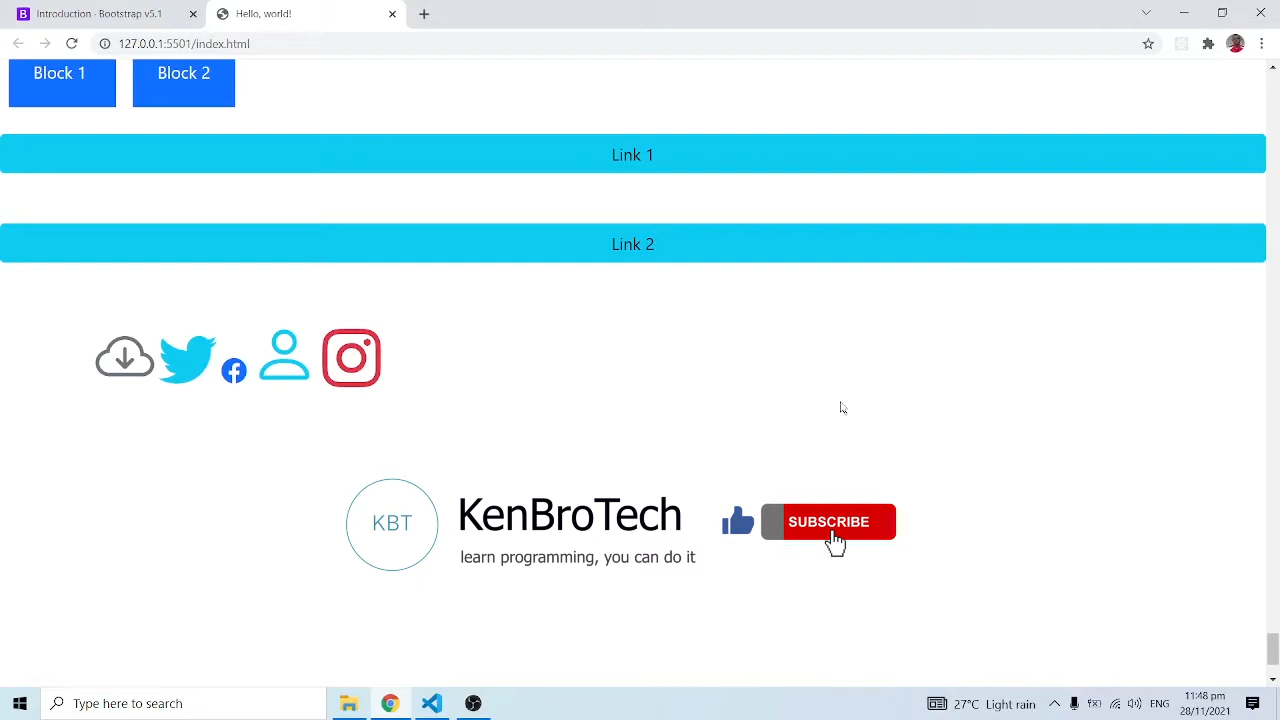 B Introduction · Bootstrap v5.1
Hello, world!
127.0.0.1:5501/index.html
Block 1
Block 2
Link 1
Link 2
KBT
KenBroTech
learn programming, you can do it
SUBSCRIBE
Type here to search
27°C Light rain
ENG
11:48 pm
28/11/2021